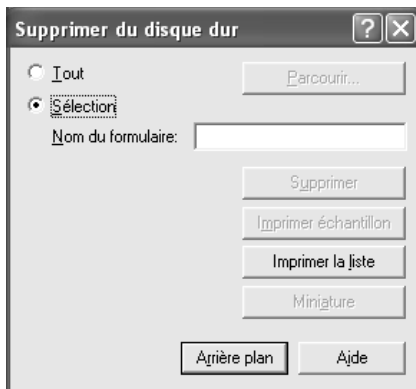 Supprimer du disque dur
Tout
Parcourir...
Sélection
Nom du formulaire:
Supprimer
Imprimer échantillon
Imprimer la liste
Miniature
Arrière plan
Aide